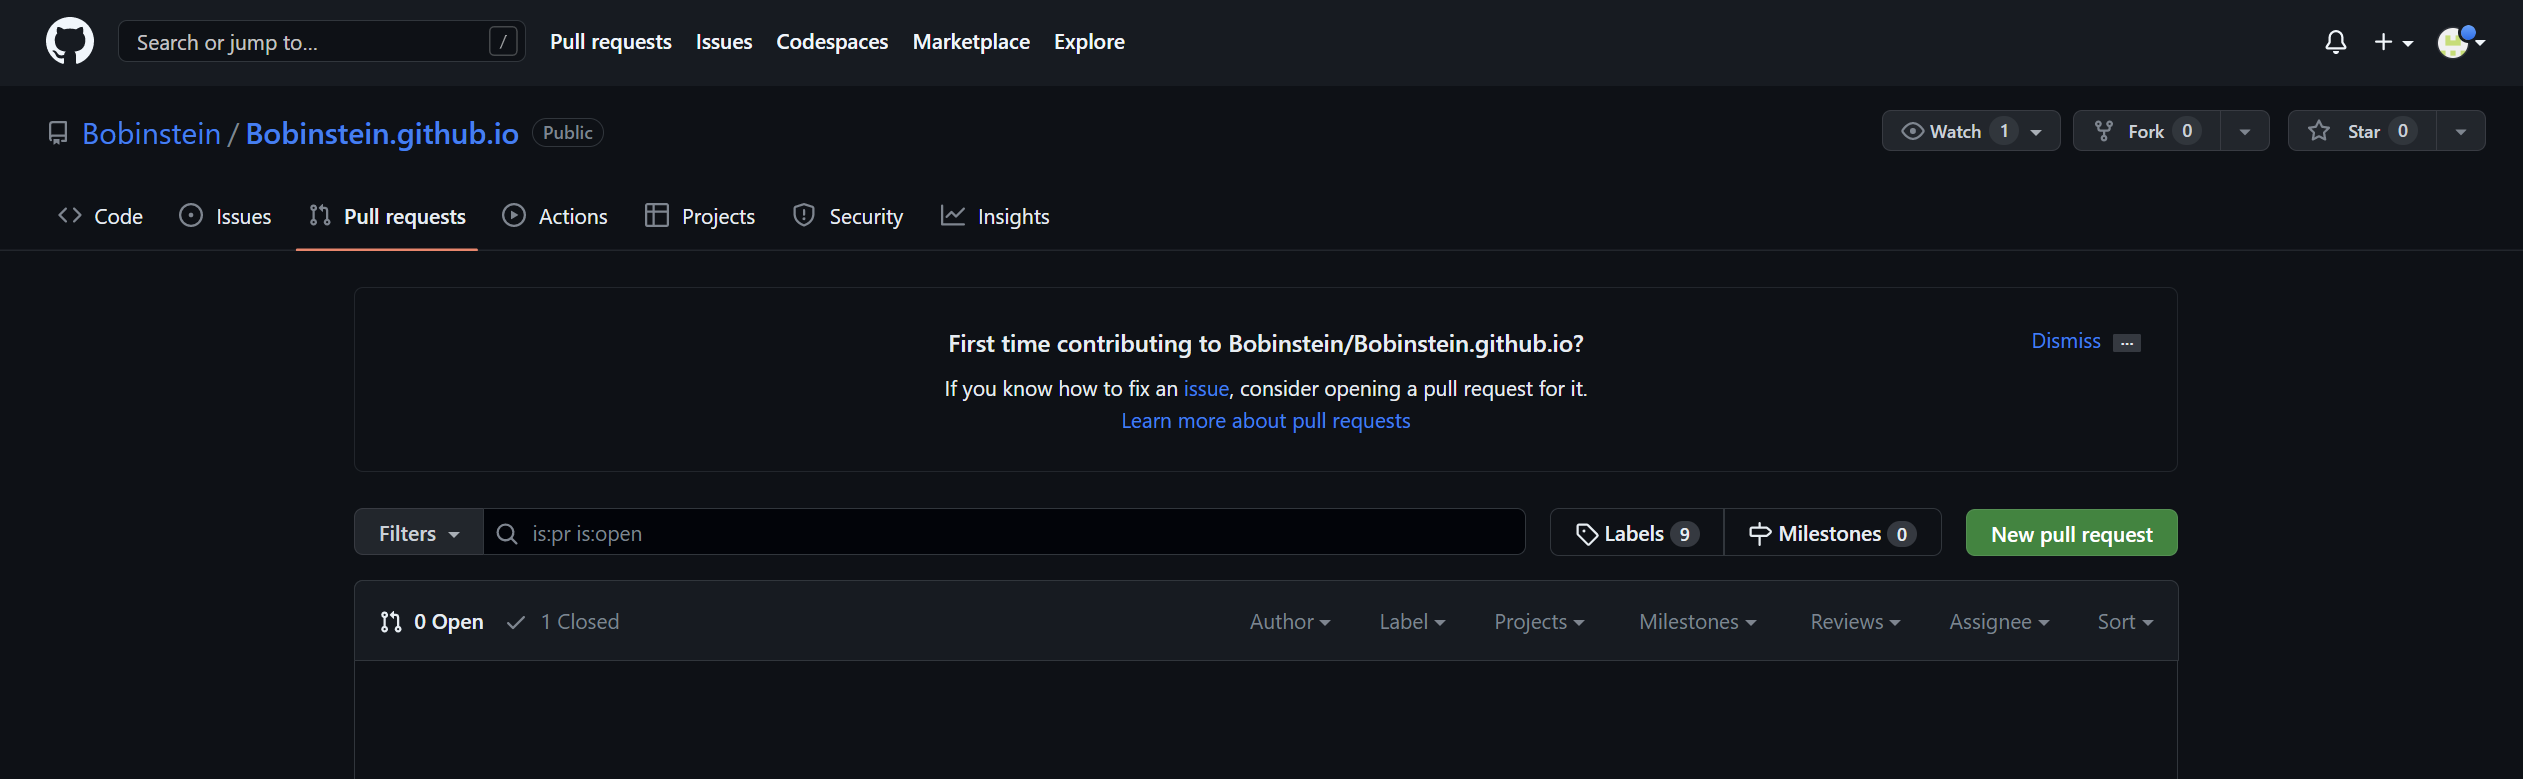 Search or jump to... / Pull requests Issues Codespaces Marketplace Explore
Bobinstein / Bobinstein.github.io Public Watch 1 Fork 0 Star 0
Code Issues Pull requests Actions Projects Security Insights
First time contributing to Bobinstein/Bobinstein.github.io? Dismiss ...
If you know how to fix an issue, consider opening a pull request for it.
Learn more about pull requests
Filters is:pr is:open Labels 9 Milestones 0 New pull request
0 Open 1 Closed Author Label Projects Milestones Reviews Assignee Sort